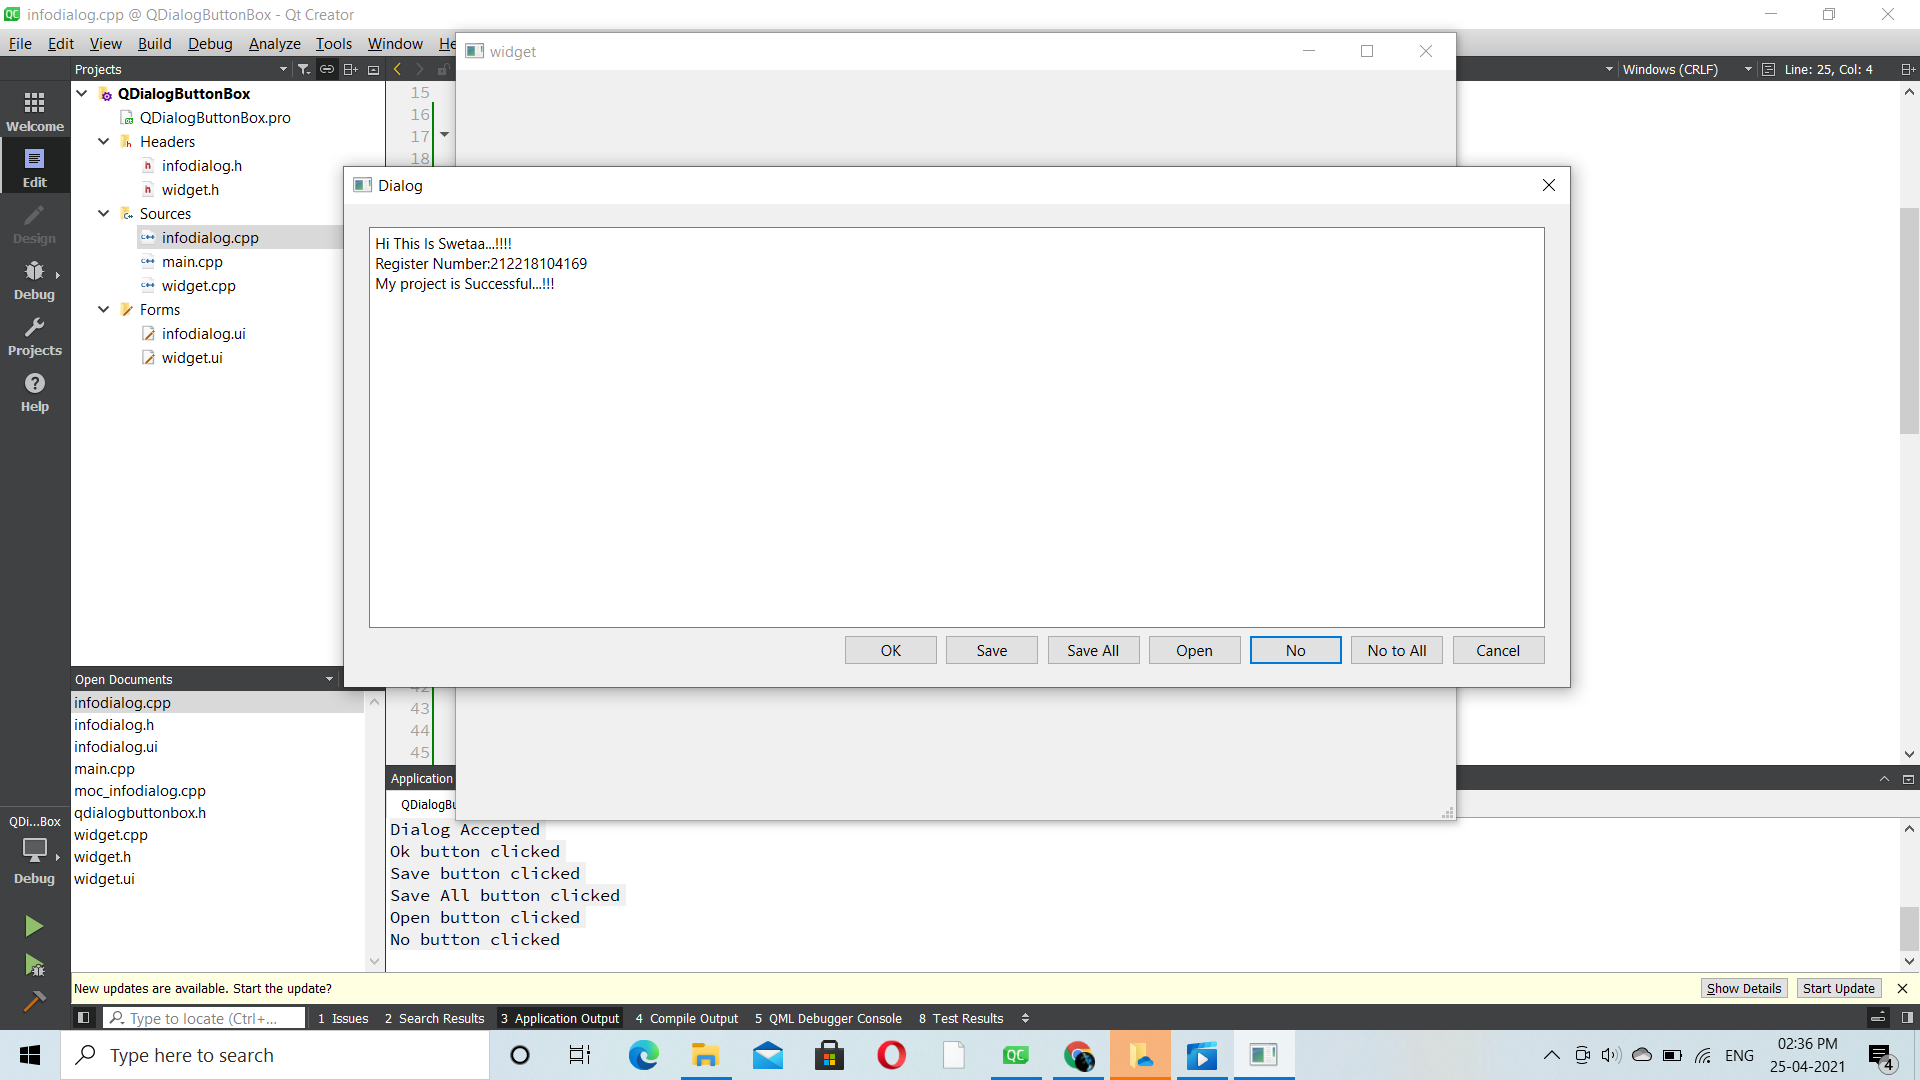 infodialog.cpp @ QDialogButtonBox - Qt Creator
File Edit View Build Debug Analyze Tools Window He
widget
Projects
Windows (CRLF)
Line: 25, Col: 4
Welcome
Edit
Design
Debug
Projects
Help
QDialogButtonBox
QDialogButtonBox.pro
Headers
infodialog.h
widget.h
Sources
infodialog.cpp
main.cpp
widget.cpp
Forms
infodialog.ui
widget.ui
15
16
17
18
Dialog
Hi This Is Swetaa...!!!!
Register Number:212218104169
My project is Successful...!!!
OK Save Save All Open No No to All Cancel
Open Documents
infodialog.cpp
infodialog.h
infodialog.ui
main.cpp
moc_infodialog.cpp
qdialogbuttonbox.h
widget.cpp
widget.h
widget.ui
42
43
44
45
Application
QDialogBu
Dialog Accepted
Ok button clicked
Save button clicked
Save All button clicked
Open button clicked
No button clicked
QDi...Box
Debug
New updates are available. Start the update?
Show Details Start Update
Type to locate (Ctrl+...
1 Issues 2 Search Results 3 Application Output 4 Compile Output 5 QML Debugger Console 8 Test Results
Type here to search
ENG
02:36 PM
25-04-2021
4